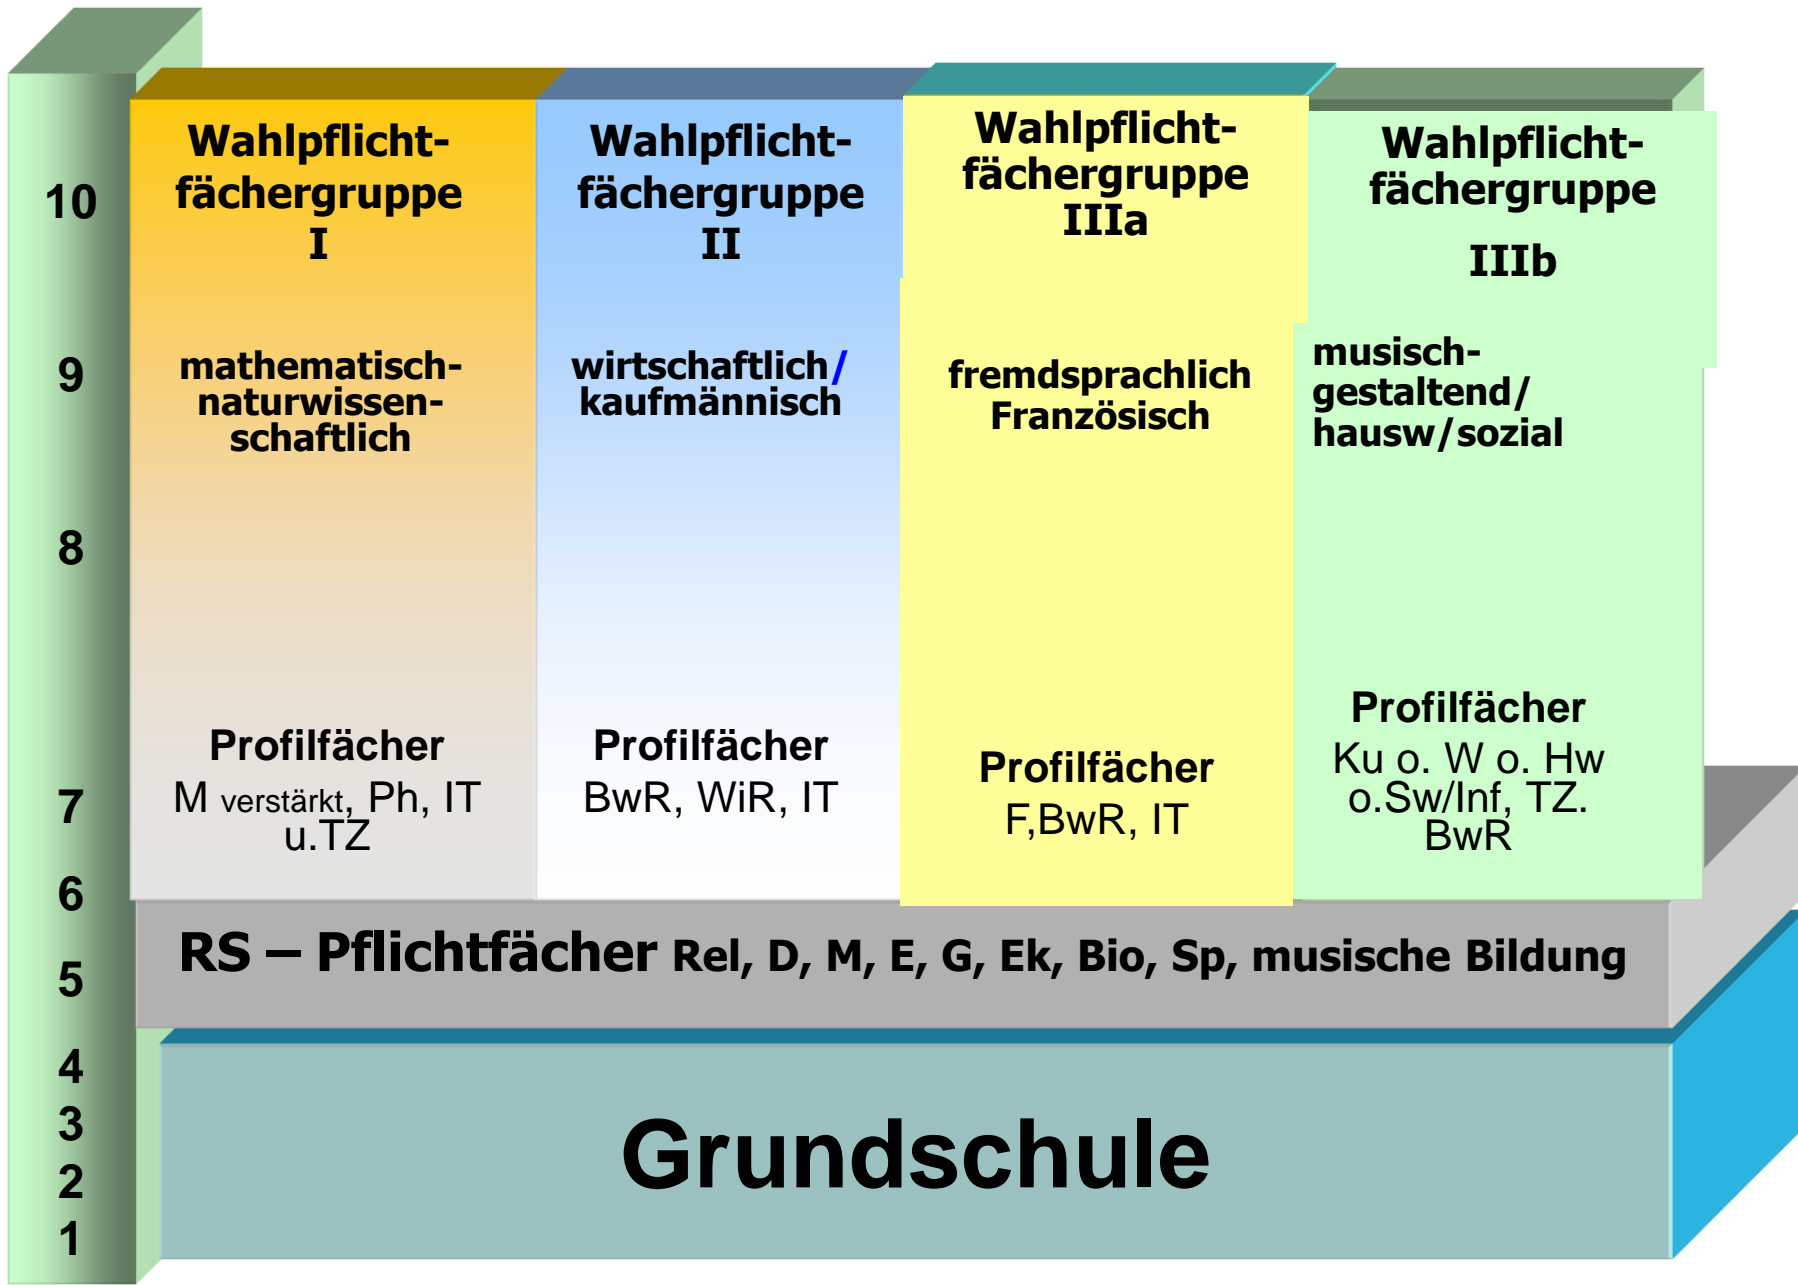 10
9
8
7
6
5
4
3
2
1
Wahlpflicht-
fächergruppe
I
mathematisch-
naturwissen-
schaftlich
Profilfächer
M verstärkt, Ph, IT
u.TZ
Wahlpflicht-
fächergruppe
II
wirtschaftlich/
kaufmännisch
Profilfächer
BwR, WiR, IT
Wahlpflicht-
fächergruppe
IIIa
fremdsprachlich
Französisch
Profilfächer
F,BwR, IT
Wahlpflicht-
fächergruppe
IIIb
musisch-
gestaltend/
hausw/sozial
Profilfächer
Ku o. W o. Hw
o.Sw/Inf, TZ.
BwR
RS – Pflichtfächer Rel, D, M, E, G, Ek, Bio, Sp, musische Bildung
Grundschule